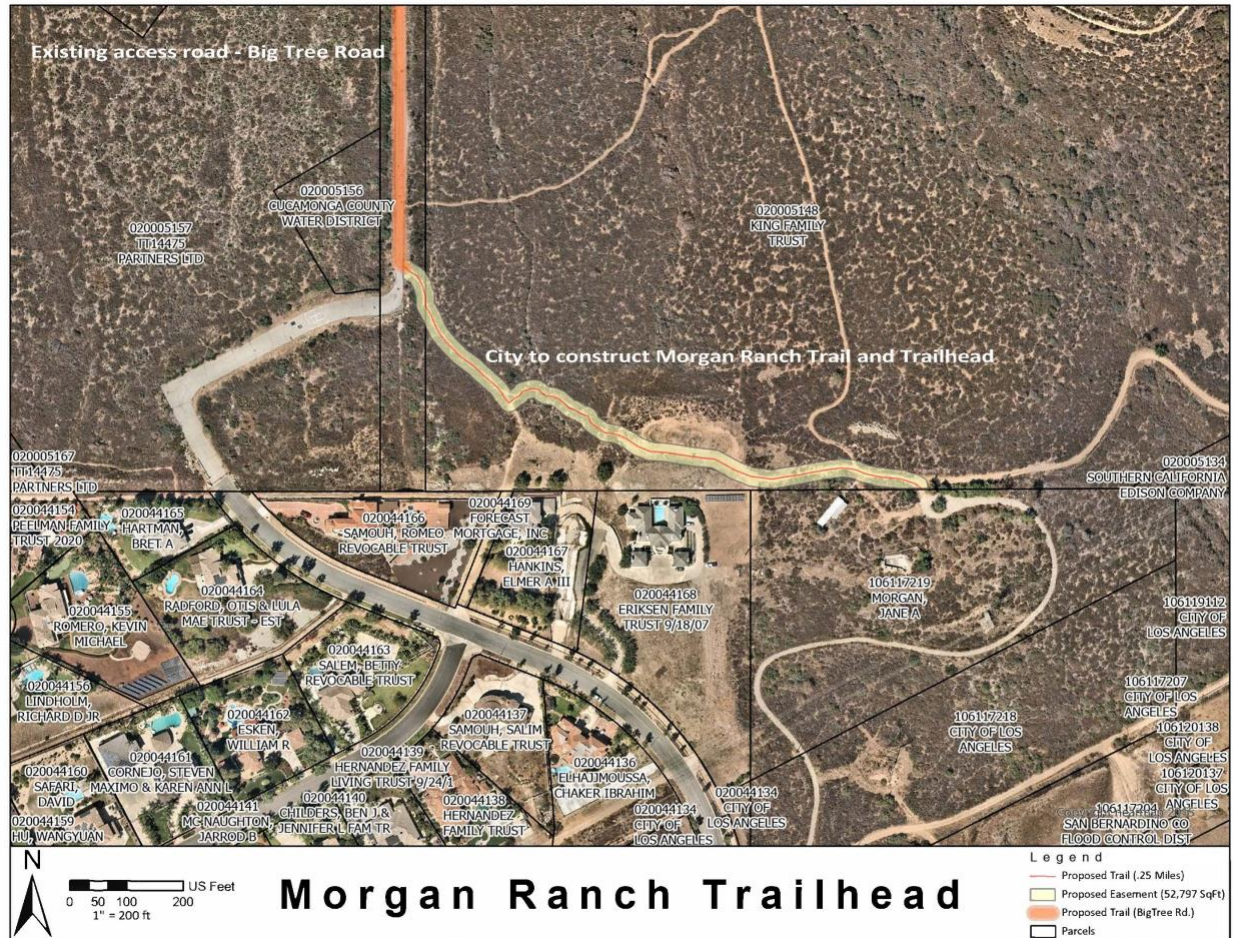 Existing access road - Big Tree Road
020005156
CUCAMONGA COUNTY
WATER DISTRICT
020005157
TT14475
PARTNERS LTD
020005148
KING FAMILY
TRUST
City to construct Morgan Ranch Trail and Trailhead
020005167
TT14475
PARTNERS LTD
020005134
SOUTHERN CALIFORNIA
EDISON COMPANY
020044154
PEELMAN FAMILY
TRUST 2020
020044165
HARTMAN,
BRET A
020044166
SAMOUH, ROMEO
REVOCABLE TRUST
020044169
FORECAST
MORTGAGE, INC
020044167
HANKINS,
ELMER A III
020044168
ERIKSEN FAMILY
TRUST 9/18/07
106117219
MORGAN,
JANE A
020044164
RADFORD, OTIS & LULA
MAE TRUST - EST
020044155
ROMERO, KEVIN
MICHAEL
106119112
CITY OF
LOS ANGELES
020044163
SALEM, BETTY
REVOCABLE TRUST
020044156
LINDHOLM,
RICHARD D JR
020044162
ESKEN,
WILLIAM R
020044137
SAMOUH, SALIM
REVOCABLE TRUST
106117207
CITY OF LOS
ANGELES
106117218
CITY OF LOS
ANGELES
020044161
CORNEJO, STEVEN
MAXIMO & KAREN ANN L
020044139
HERNANDEZ FAMILY
LIVING TRUST 9/24/1
020044136
ELHAJJMOUSSA,
CHAKER IBRAHIM
106120138
CITY OF
LOS ANGELES
106120137
CITY OF LOS
ANGELES
020044160
SAFARI,
DAVID
020044159
HU, WANGYUAN
020044141
MC NAUGHTON,
JARROD B
020044140
CHILDERS, BEN J &
JENNIFER L FAM TR
020044138
HERNANDEZ
FAMILY TRUST
020044134
CITY OF
LOS ANGELES
020044134
CITY OF
LOS ANGELES
106117204
SAN BERNARDINO CO
FLOOD CONTROL DIST
N
0 50 100 200
US Feet
1" = 200 ft
Morgan Ranch Trailhead
Legend
Proposed Trail (.25 Miles)
Proposed Easement (52,797 SqFt)
Proposed Trail (BigTree Rd.)
Parcels